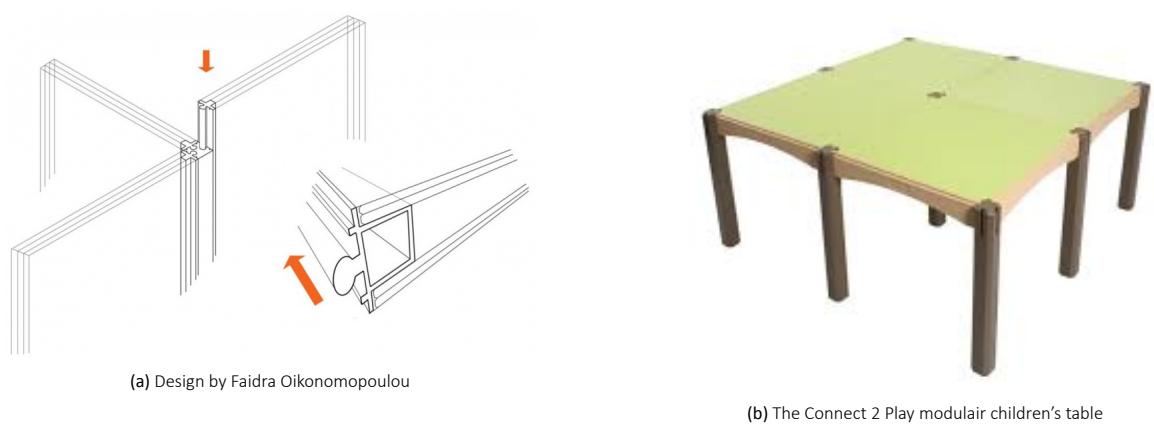 (a) Design by Faidra Oikonomopoulou
(b) The Connect 2 Play modulair children's table